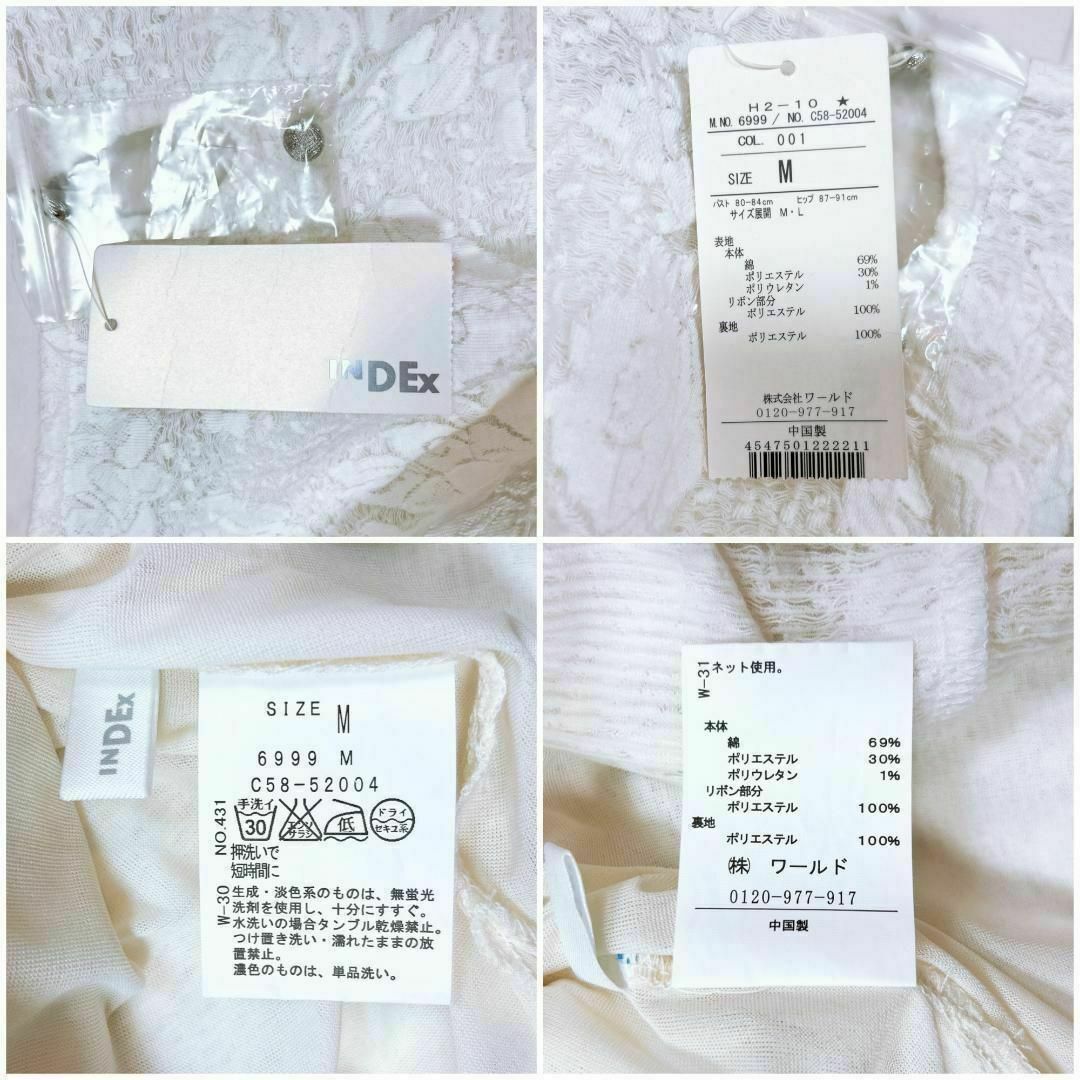 INDEx
H2-10 ★
M.NO. 6999 / NO. C58-52004
COL. 001
SIZE M
バスト 80-84cm ヒップ 87-91cm
サイズ展開 M・L
表地
本体
綿 69%
ポリエステル 30%
ポリウレタン 1%
リボン部分
ポリエステル 100%
裏地
ポリエステル 100%
株式会社ワールド
0120-977-917
中国製
4547501222211
INDEx
SIZE M
6999 M
C58-52004
NO.431
手洗イ
30
エンソ
サラシ
低
ドライ
セキユ系
押洗いで
短時間に
W-30
生成・淡色系のものは、無蛍光
洗剤を使用し、十分にすすぐ。
水洗いの場合タンブル乾燥禁止。
つけ置き洗い・濡れたままの放
置禁止。
濃色のものは、単品洗い。
W-31
ネット使用。
本体
綿 69%
ポリエステル 30%
ポリウレタン 1%
リボン部分
ポリエステル 100%
裏地
ポリエステル 100%
㈱ ワールド
0120-977-917
中国製